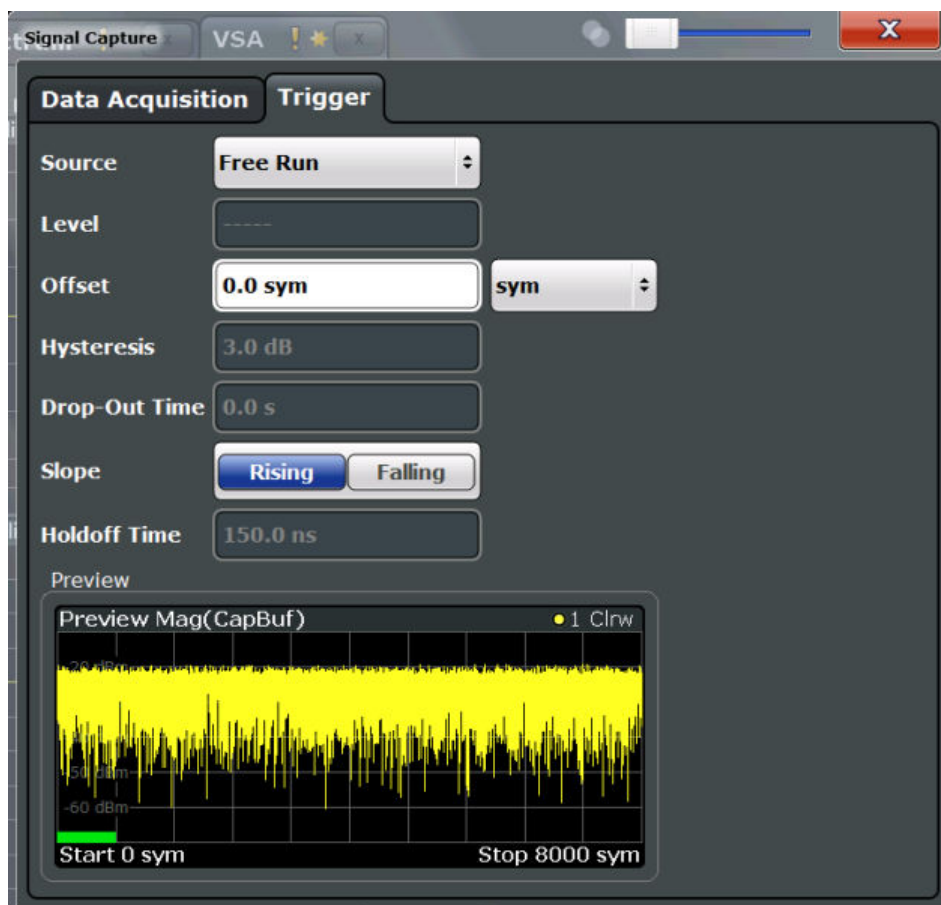 Signal Capture
VSA
Data Acquisition
Trigger
Source
Free Run
Level
-----
Offset
0.0 sym
sym
Hysteresis
3.0 dB
Drop-Out Time
0.0 s
Slope
Rising
Falling
Holdoff Time
150.0 ns
Preview
Preview Mag(CapBuf)
1 Clrw
-50 dBm
-60 dBm
Start 0 sym
Stop 8000 sym